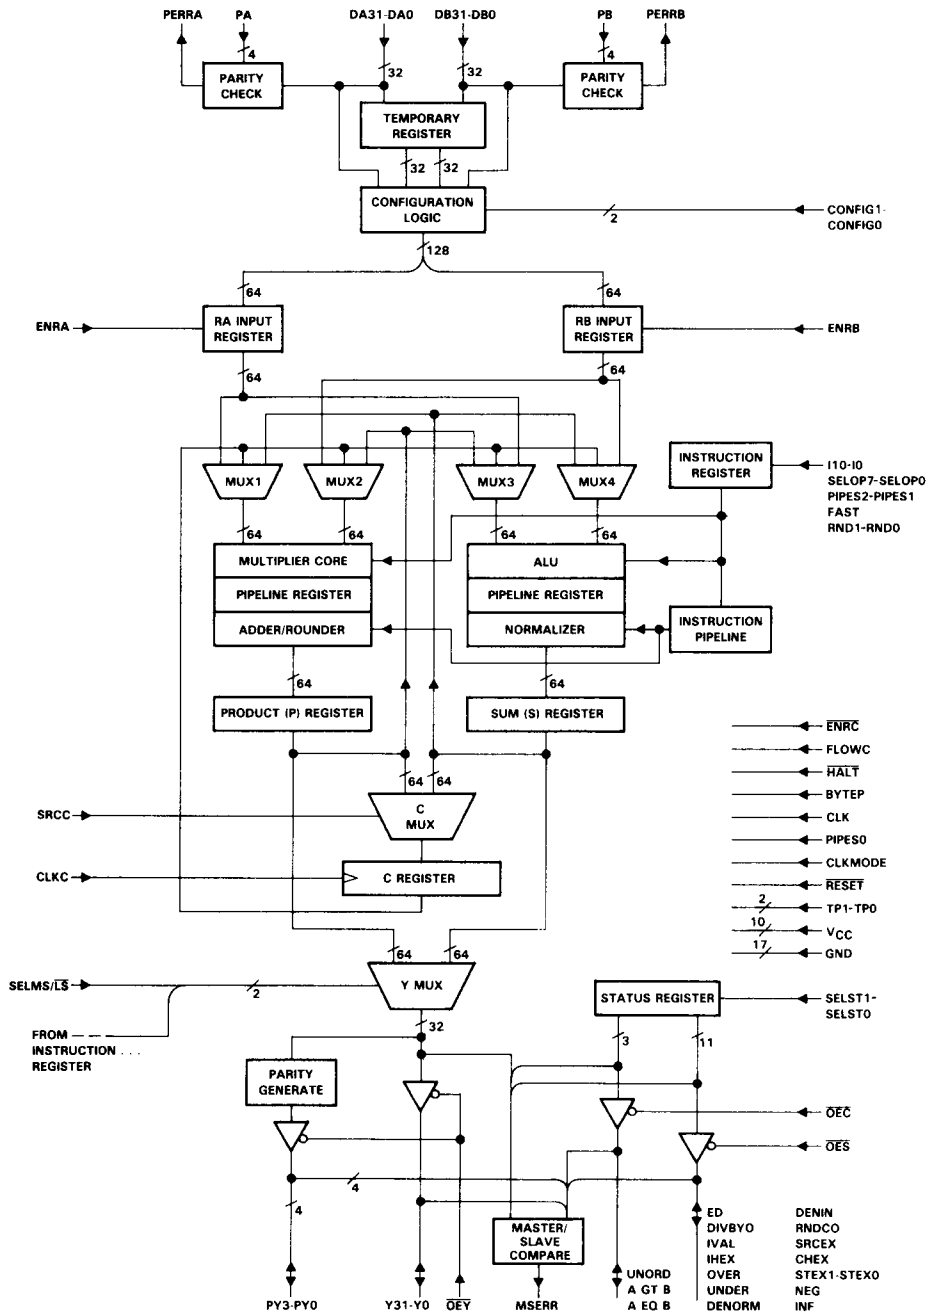 PERRA PA DA31-DA0 DB31-DB0 PB PERRB
4 32 32 4
PARITY
CHECK
PARITY
CHECK
TEMPORARY
REGISTER
32 32
CONFIGURATION
LOGIC
2
CONFIG1-
CONFIG0
128
64 64
ENRA
RA INPUT
REGISTER
RB INPUT
REGISTER
ENRB
64 64
MUX1 MUX2 MUX3 MUX4
INSTRUCTION
REGISTER
I10-I0
SELOP7-SELOP0
PIPES2-PIPES1
FAST
RND1-RND0
64 64 64 64
MULTIPLIER CORE
PIPELINE REGISTER
ADDER/ROUNDER
ALU
PIPELINE REGISTER
NORMALIZER
INSTRUCTION
PIPELINE
64 64
PRODUCT (P) REGISTER
SUM (S) REGISTER
ENRC
FLOWC
HALT
BYTEP
CLK
PIPES0
CLKMODE
RESET
2 TP1-TP0
10 VCC
17 GND
64 64
SRCC
C
MUX
CLKC
C REGISTER
64 64
SELMS/LS
2
Y MUX
FROM
INSTRUCTION ...
REGISTER
32
STATUS REGISTER
SELST1-
SELST0
3 11
PARITY
GENERATE
OEC
OES
4
4
MASTER/
SLAVE
COMPARE
PY3-PY0 Y31-Y0 OEY MSERR
UNORD
A GT B
A EQ B
ED
DIVBY0
IVAL
IHEX
OVER
UNDER
DENORM
DENIN
RNDCO
SRCEX
CHEX
STEX1-STEX0
NEG
INF